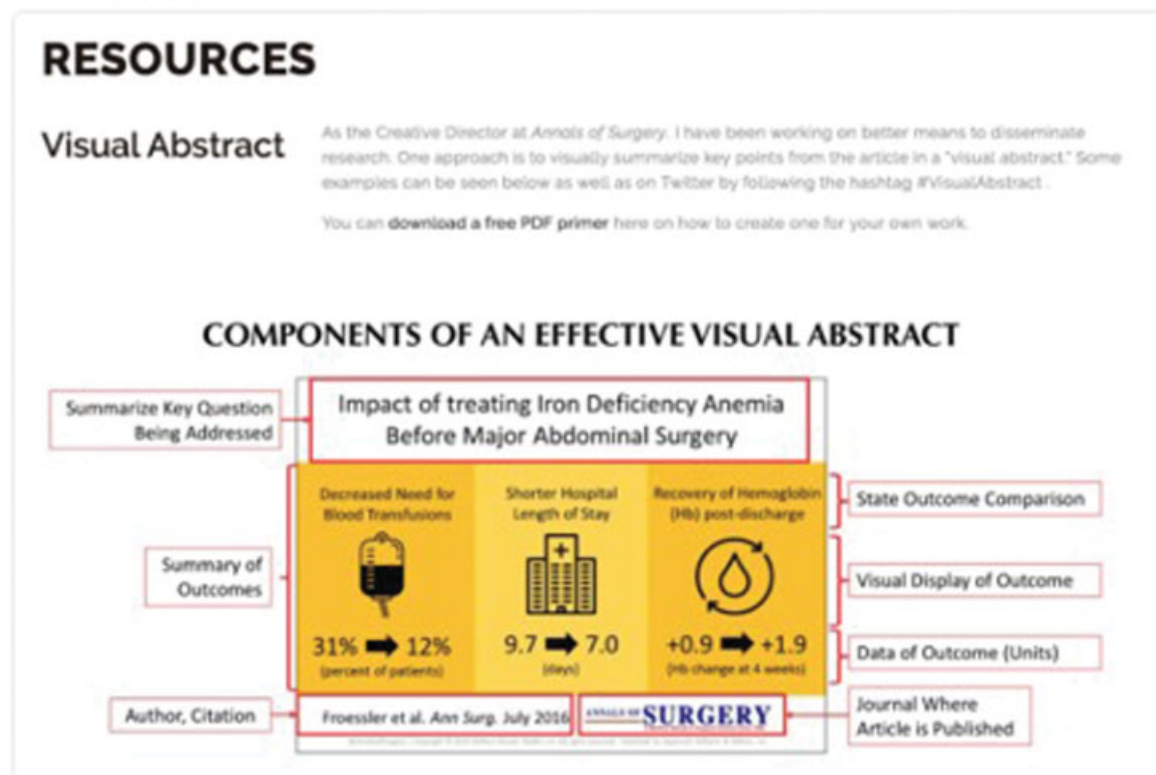 RESOURCES
Visual Abstract
As the Creative Director at Annals of Surgery, I have been working on better means to disseminate
research. One approach is to visually summarize key points from the article in a "visual abstract." Some
examples can be seen below as well as on Twitter by following the hashtag #VisualAbstract .
You can download a free PDF primer here on how to create one for your own work.
COMPONENTS OF AN EFFECTIVE VISUAL ABSTRACT
Summarize Key Question
Being Addressed
Impact of treating Iron Deficiency Anemia
Before Major Abdominal Surgery
Summary of
Outcomes
Decreased Need for
Blood Transfusions
31% ➡ 12%
(percent of patients)
Shorter Hospital
Length of Stay
9.7 ➡ 7.0
(days)
Recovery of Hemoglobin
(Hb) post-discharge
+0.9 ➡ +1.9
(Hb change at 4 weeks)
State Outcome Comparison
Visual Display of Outcome
Data of Outcome (Units)
Author, Citation
Froessler et al. Ann Surg. July 2016
ANNALS OF SURGERY
Journal Where
Article is Published